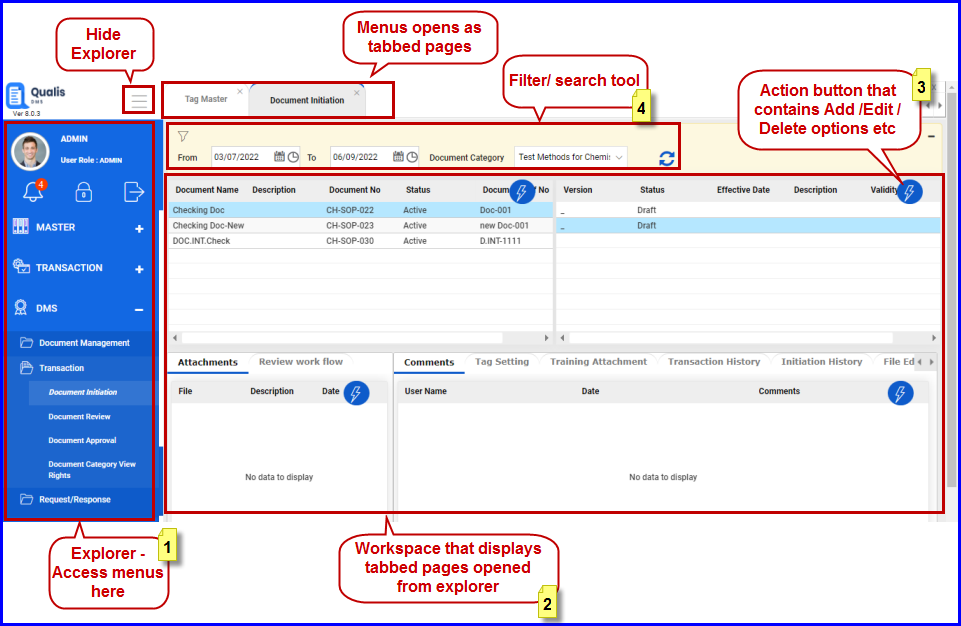 Hide
Explorer
Menus opens as
tabbed pages
Filter/ search tool
4
Action button that
contains Add /Edit /
Delete options etc
3
Qualis
DMS
Ver 8.0.3
Tag Master
Document Initiation
ADMIN
User Role : ADMIN
4
MASTER
TRANSACTION
DMS
Document Management
Transaction
Document Initiation
Document Review
Document Approval
Document Category View
Rights
Request/Response
From 03/07/2022 To 06/09/2022 Document Category Test Methods for Chemis
Document Name Description Document No Status No
Checking Doc CH-SOP-022 Active Doc-001
Checking Doc-New CH-SOP-023 Active new Doc-001
DOC.INT.Check CH-SOP-030 Active D.INT-1111
Version Status Effective Date Description Validity
_ Draft
_ Draft
Attachments Review work flow
File Description Date
No data to display
Comments Tag Setting Training Attachment Transaction History Initiation History File Ed
User Name Date Comments
No data to display
Explorer -
Access menus
here
1
Workspace that displays
tabbed pages opened
from explorer
2